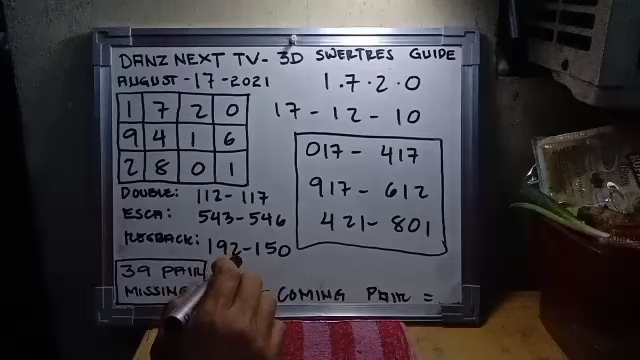 DANZ NEXT TV- 3D SWERTRES GUIDE
AUGUST-17-2021
1.7.2.0
1 7 2 0
9 4 1 6
2 8 0 1
17 - 12 - 10
017 - 417
917 - 612
421 - 801
DOUBLE: 112 - 117
ESCA: 543 - 546
192 - 150
39 PAIR
MISSING
COMING PAIR =